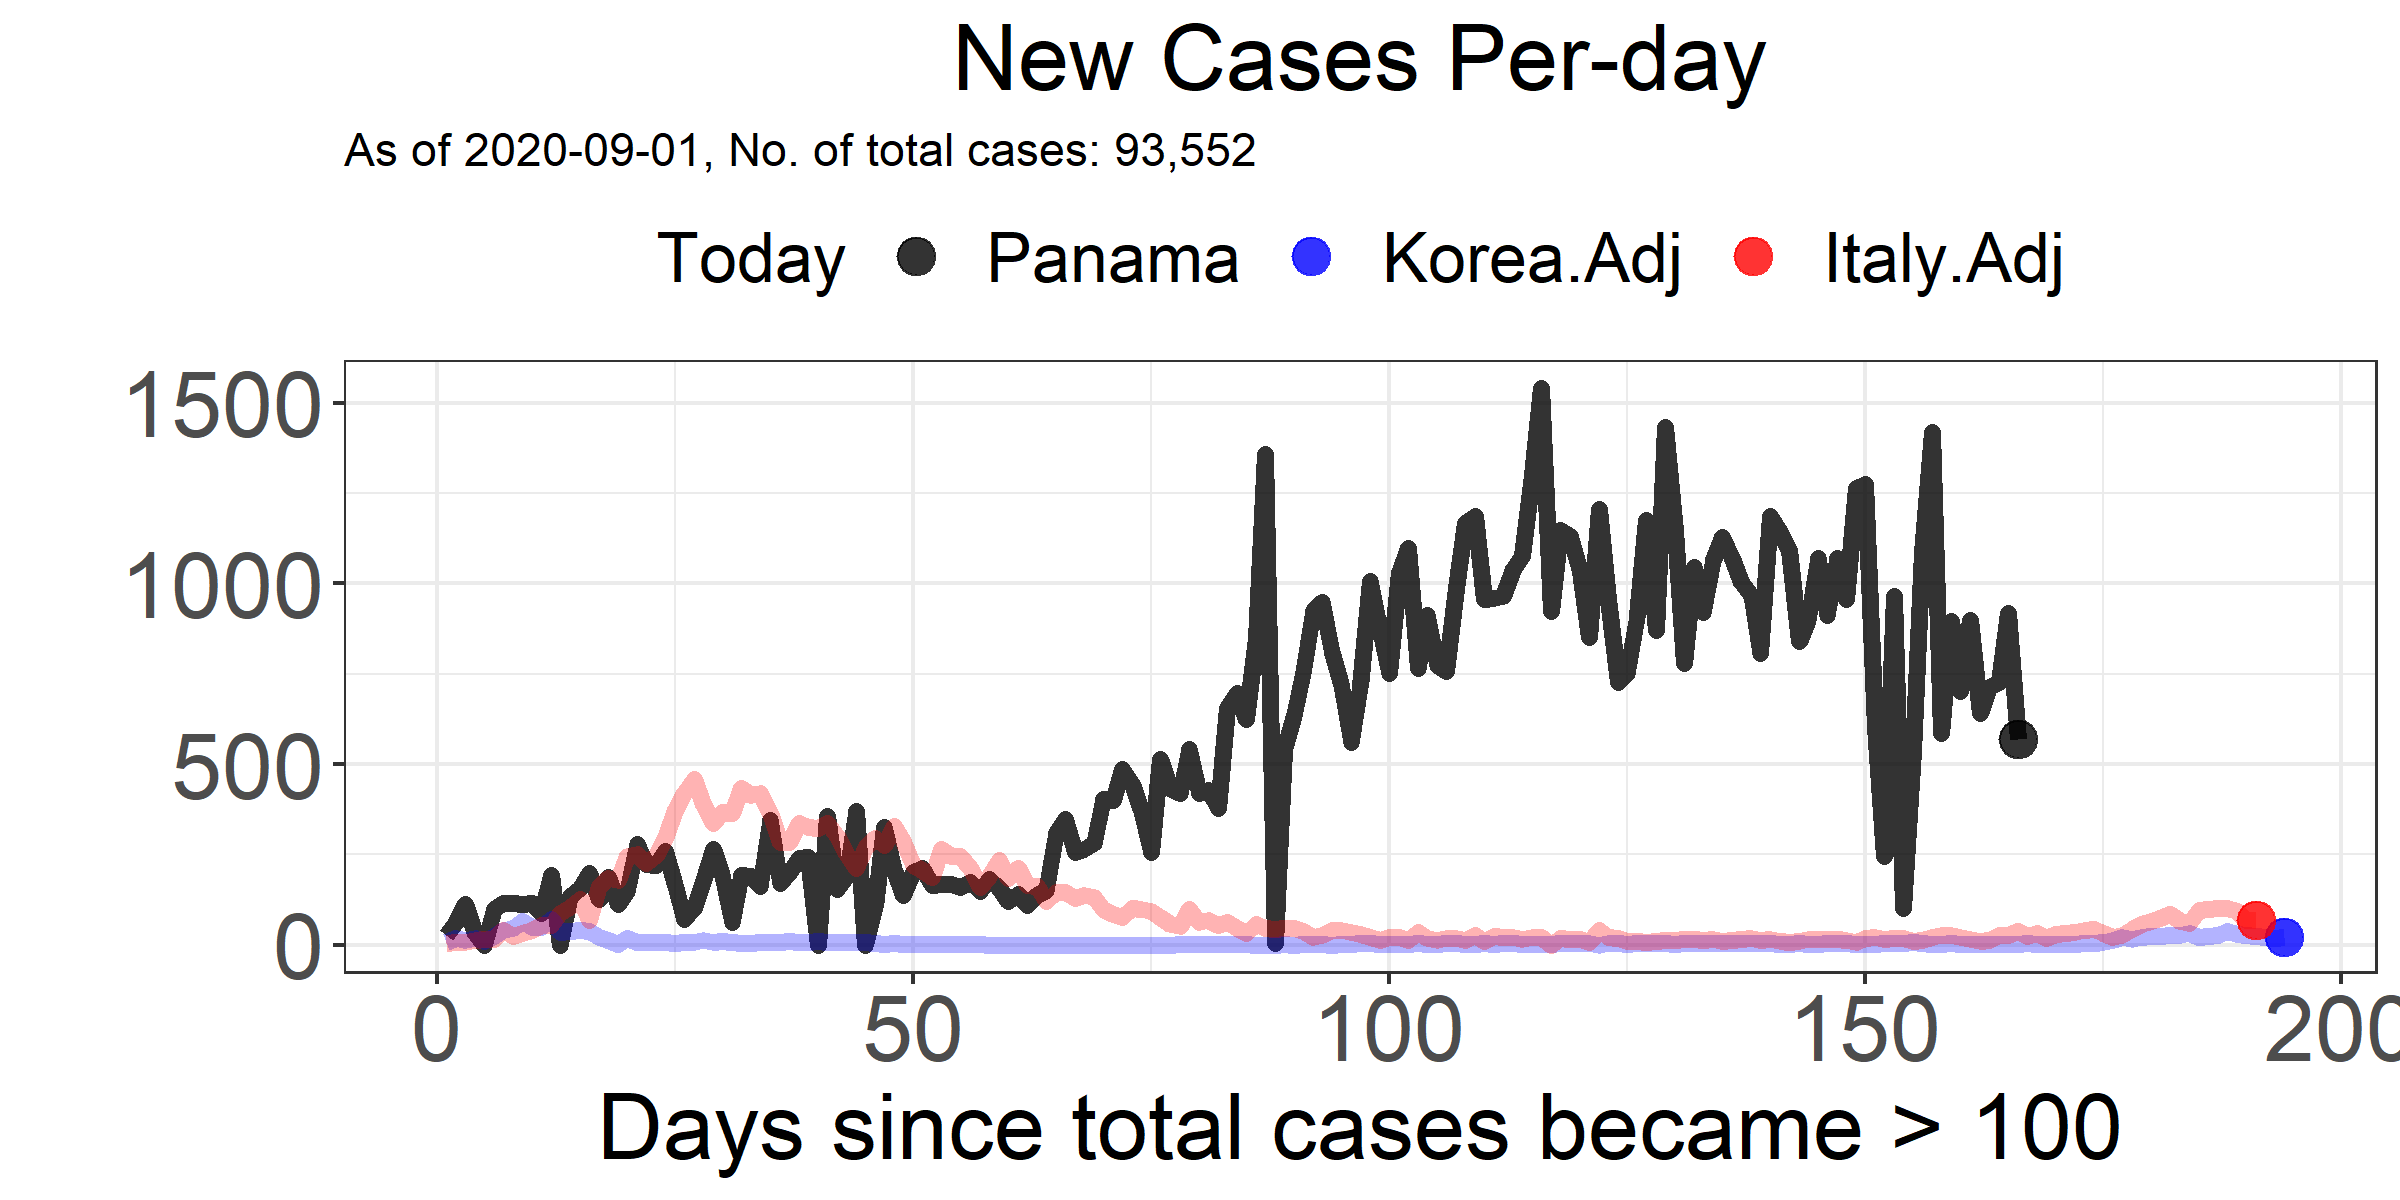 New Cases Per-day
As of 2020-09-01, No. of total cases: 93,552
Today Panama Korea.Adj Italy.Adj
1500
1000
500
0
0 50 100 150 200
Days since total cases became > 100